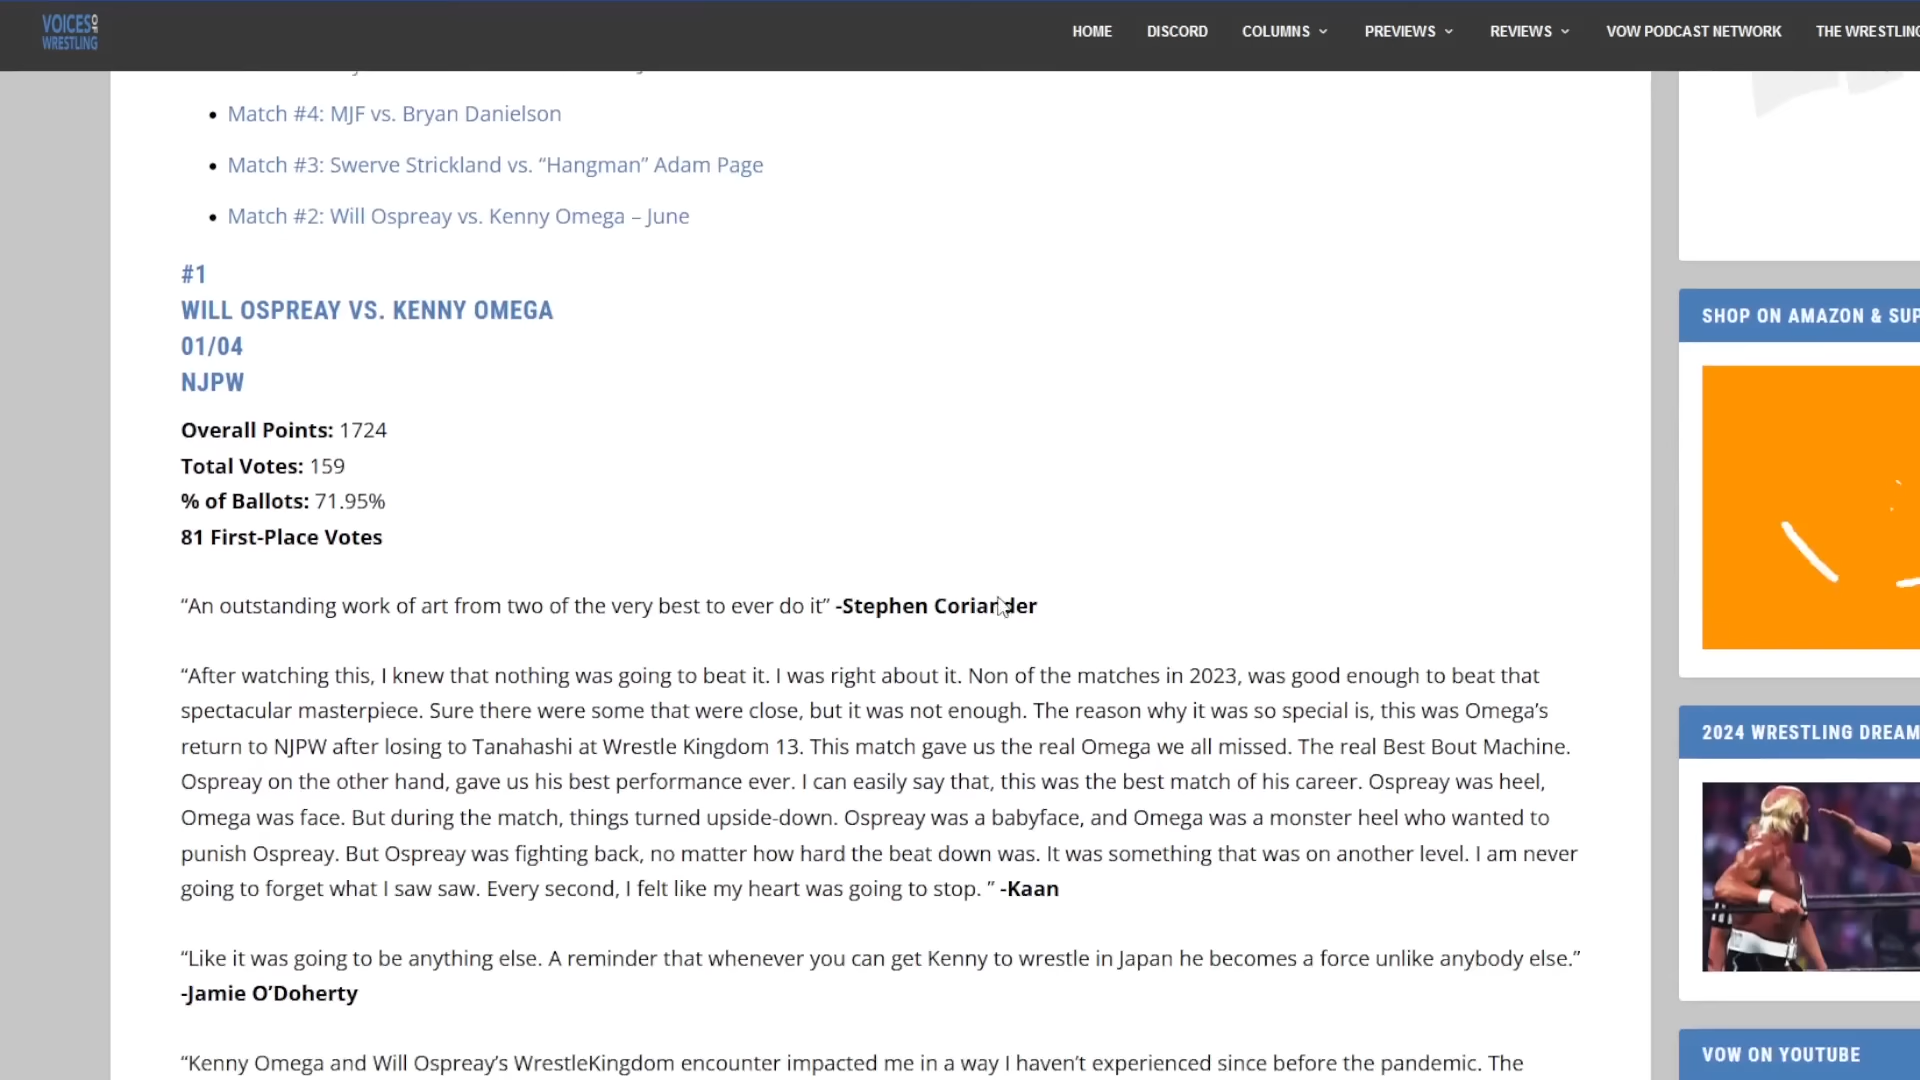 VOICES OF
WRESTLING
HOME
DISCORD
COLUMNS
PREVIEWS
REVIEWS
VOW PODCAST NETWORK
THE WRESTLING
Match #4: MJF vs. Bryan Danielson
Match #3: Swerve Strickland vs. “Hangman” Adam Page
Match #2: Will Ospreay vs. Kenny Omega – June
#1
WILL OSPREAY VS. KENNY OMEGA
01/04
NJPW
Overall Points: 1724
Total Votes: 159
% of Ballots: 71.95%
81 First-Place Votes
“An outstanding work of art from two of the very best to ever do it” -Stephen Coriander
“After watching this, I knew that nothing was going to beat it. I was right about it. Non of the matches in 2023, was good enough to beat that
spectacular masterpiece. Sure there were some that were close, but it was not enough. The reason why it was so special is, this was Omega’s
return to NJPW after losing to Tanahashi at Wrestle Kingdom 13. This match gave us the real Omega we all missed. The real Best Bout Machine.
Ospreay on the other hand, gave us his best performance ever. I can easily say that, this was the best match of his career. Ospreay was heel,
Omega was face. But during the match, things turned upside-down. Ospreay was a babyface, and Omega was a monster heel who wanted to
punish Ospreay. But Ospreay was fighting back, no matter how hard the beat down was. It was something that was on another level. I am never
going to forget what I saw saw. Every second, I felt like my heart was going to stop. ” -Kaan
“Like it was going to be anything else. A reminder that whenever you can get Kenny to wrestle in Japan he becomes a force unlike anybody else.”
-Jamie O’Doherty
“Kenny Omega and Will Ospreay’s WrestleKingdom encounter impacted me in a way I haven’t experienced since before the pandemic. The
SHOP ON AMAZON & SUP
2024 WRESTLING DREAM
VOW ON YOUTUBE